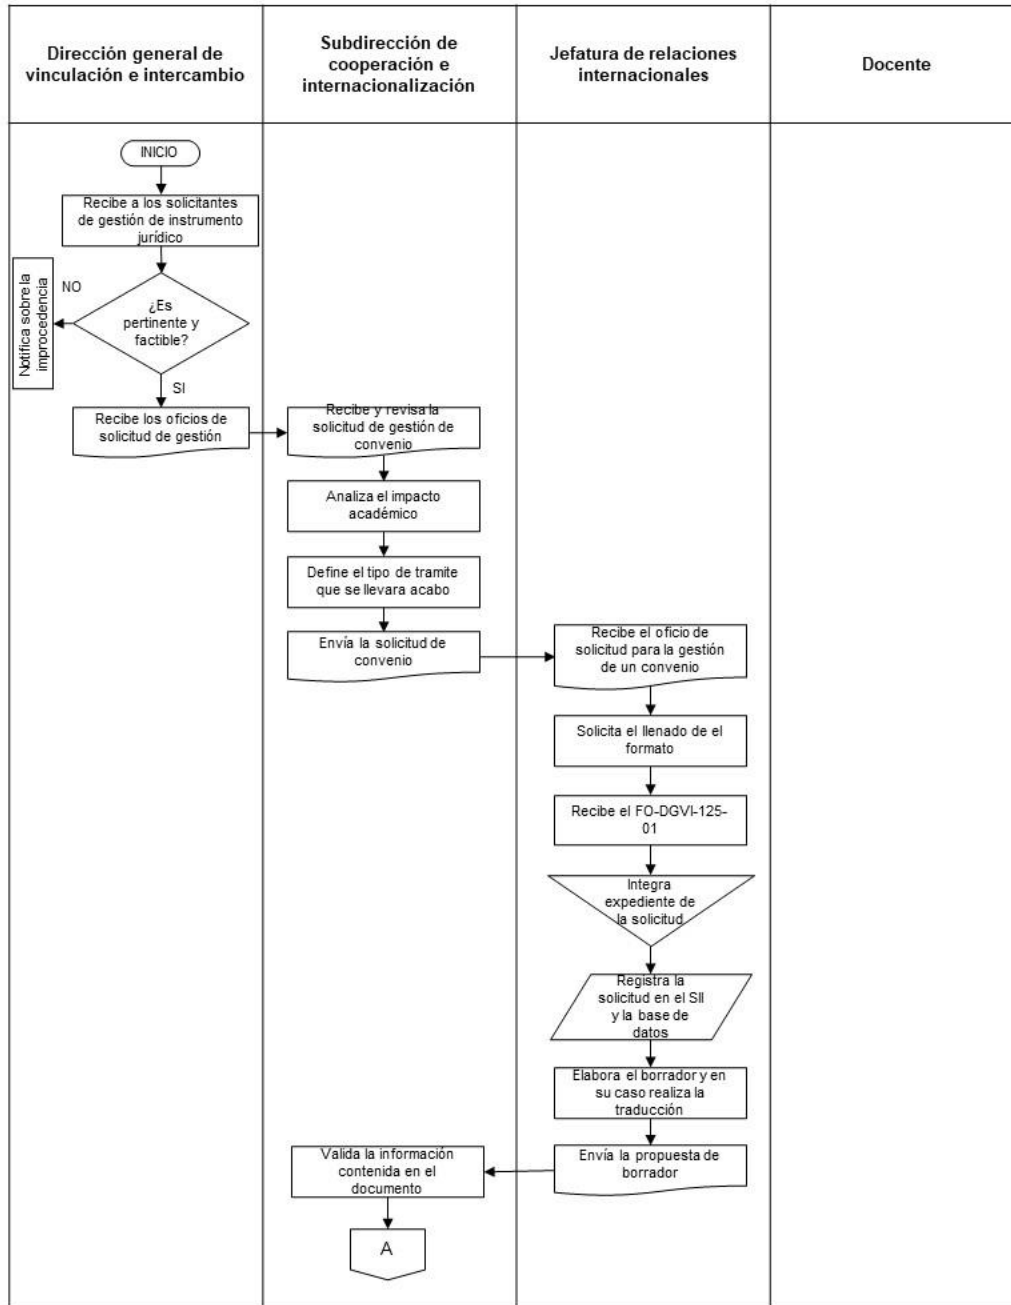 Dirección general de
vinculación e intercambio
Subdirección de
cooperación e
internacionalización
Jefatura de relaciones
internacionales
Docente
INICIO
Recibe a los solicitantes
de gestión de instrumento
jurídico
¿Es
pertinente y
factible?
NO
Notifica sobre la
improcedencia
SI
Recibe los oficios de
solicitud de gestión
Recibe y revisa la
solicitud de gestión de
convenio
Analiza el impacto
académico
Define el tipo de tramite
que se llevara acabo
Envía la solicitud de
convenio
Recibe el oficio de
solicitud para la gestión
de un convenio
Solicita el llenado de el
formato
Recibe el FO-DGVI-125-
01
Integra
expediente de
la solicitud
Registra la
solicitud en el SII
y la base de
datos
Elabora el borrador y en
su caso realiza la
traducción
Envía la propuesta de
borrador
Valida la información
contenida en el
documento
A